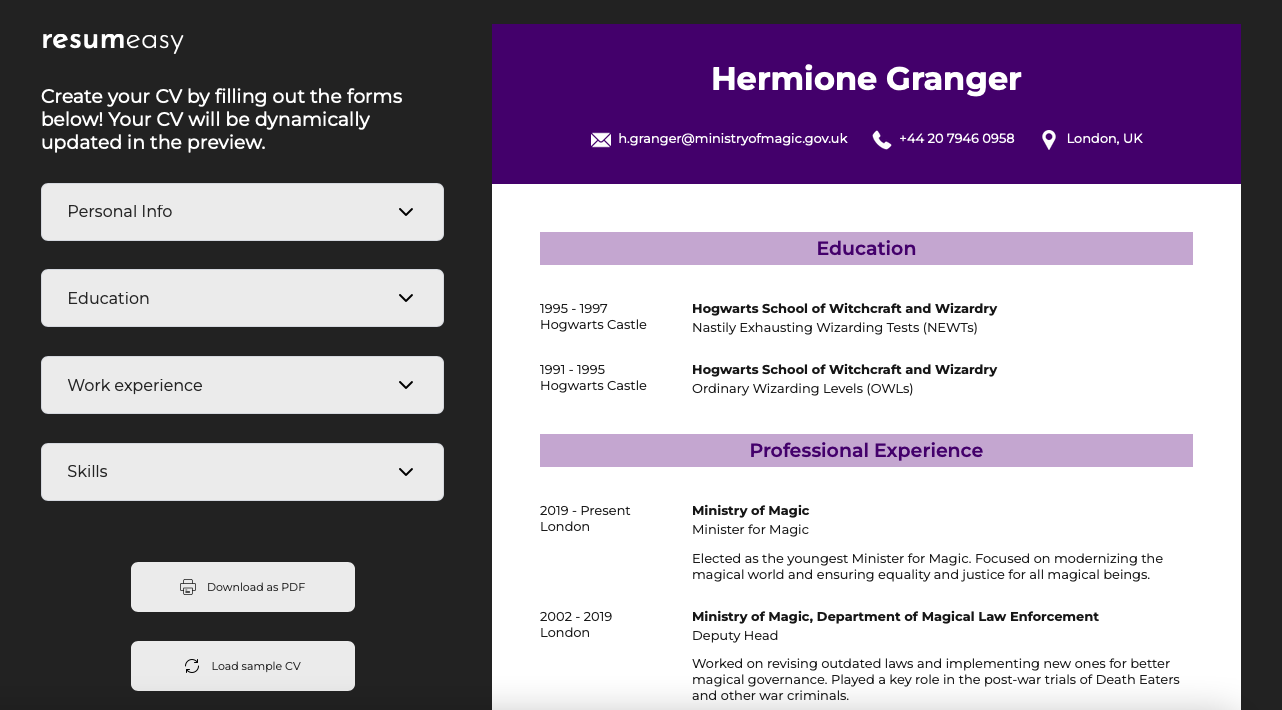 resumeasy
Create your CV by filling out the forms
below! Your CV will be dynamically
updated in the preview.
Personal Info
Education
Work experience
Skills
Download as PDF
Load sample CV
Hermione Granger
h.granger@ministryofmagic.gov.uk +44 20 7946 0958 London, UK
Education
1995 - 1997 Hogwarts School of Witchcraft and Wizardry
Hogwarts Castle Nastily Exhausting Wizarding Tests (NEWTs)
1991 - 1995 Hogwarts School of Witchcraft and Wizardry
Hogwarts Castle Ordinary Wizarding Levels (OWLs)
Professional Experience
2019 - Present Ministry of Magic
London Minister for Magic
Elected as the youngest Minister for Magic. Focused on modernizing the
magical world and ensuring equality and justice for all magical beings.
2002 - 2019 Ministry of Magic, Department of Magical Law Enforcement
London Deputy Head
Worked on revising outdated laws and implementing new ones for better
magical governance. Played a key role in the post-war trials of Death Eaters
and other war criminals.